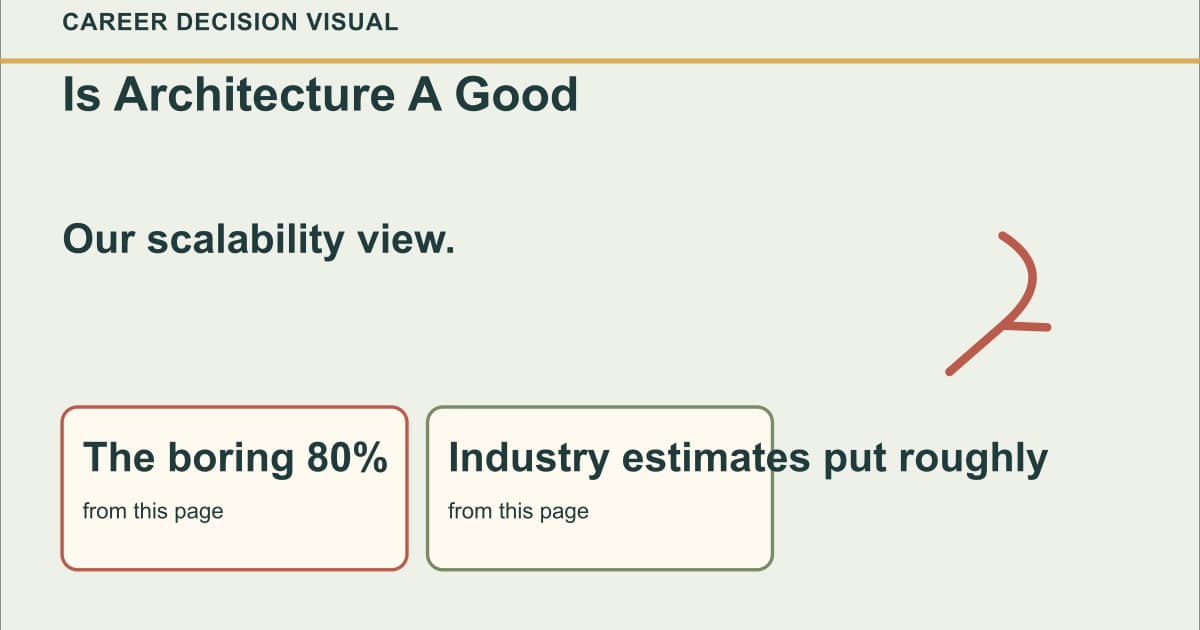 CAREER DECISION VISUAL
Is Architecture A Good
Our scalability view.
The boring 80%
from this page
Industry estimates put roughly
from this page